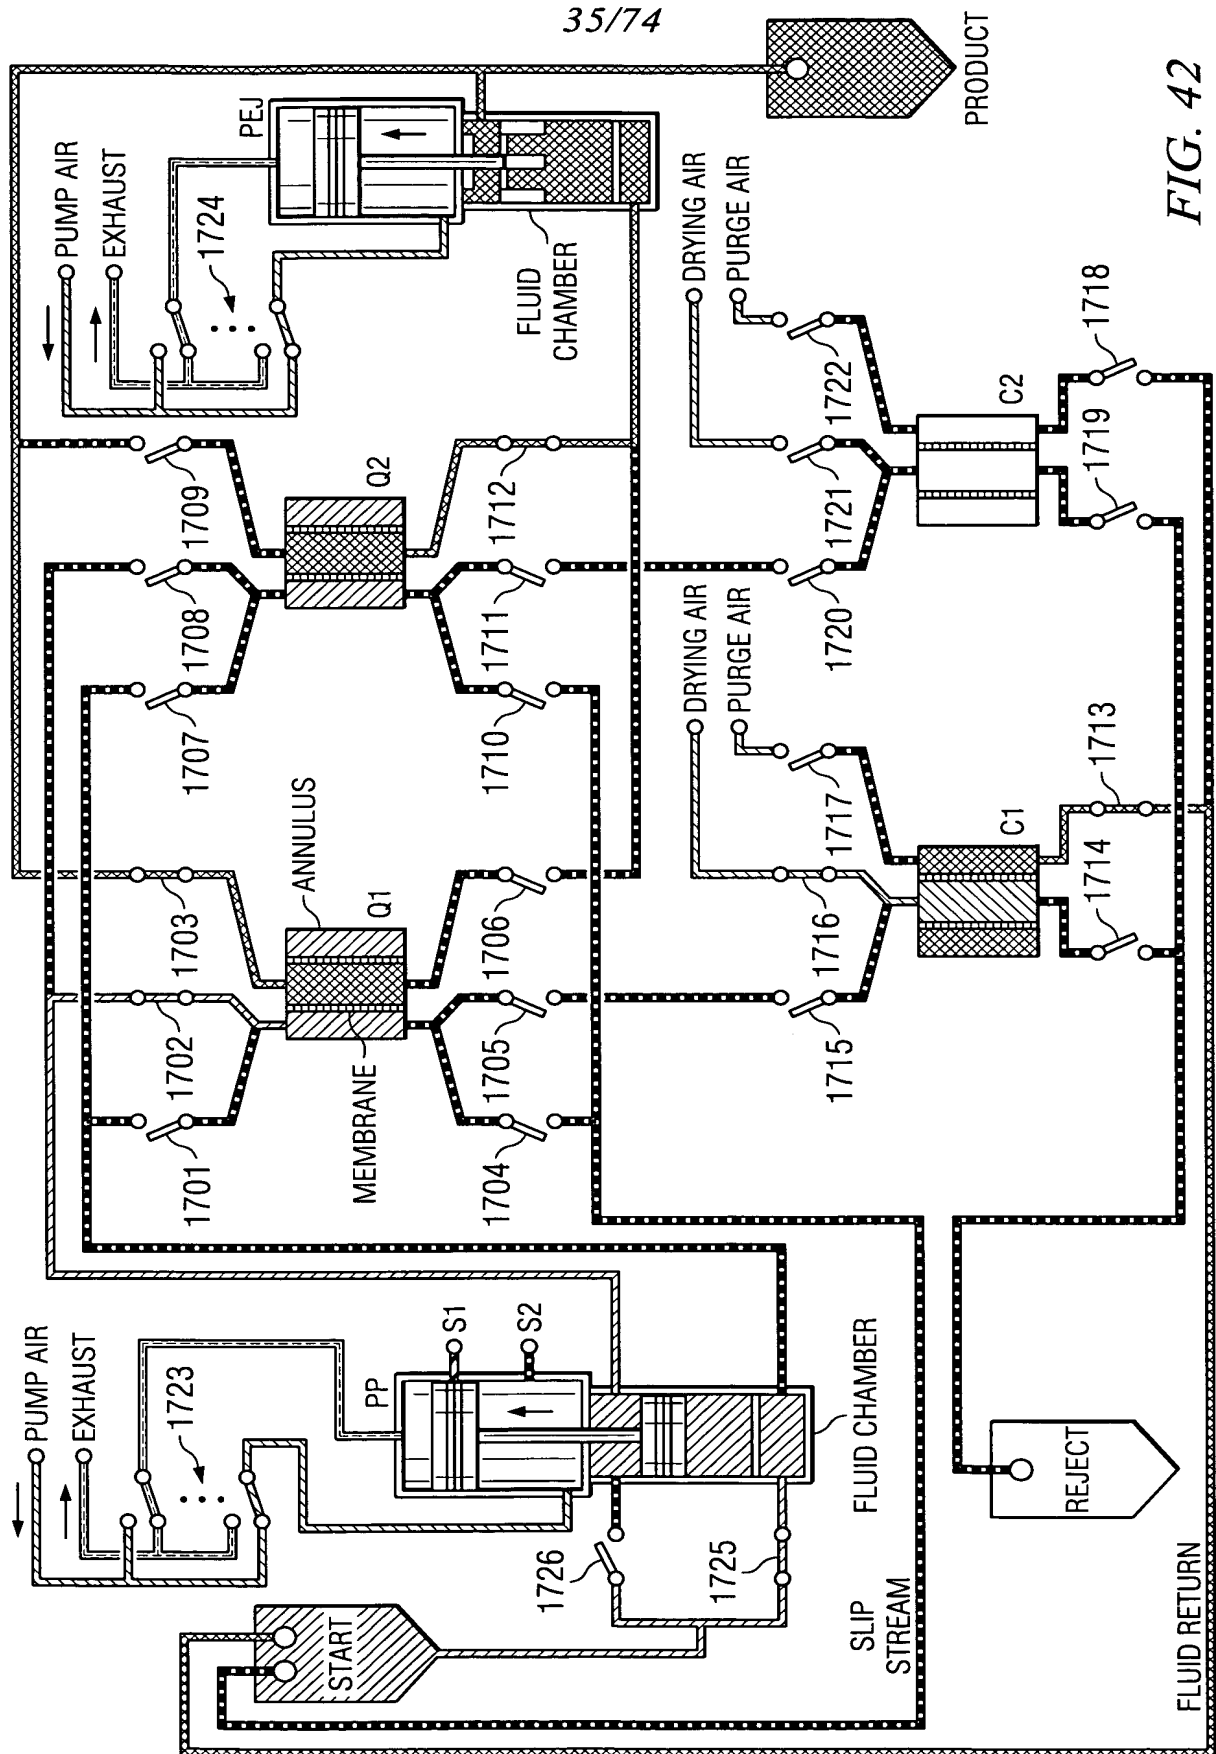 35/74
PUMP AIR
EXHAUST
1723
PP
S1
S2
START
1726
1725
FLUID CHAMBER
SLIP
STREAM
REJECT
FLUID RETURN
1701
1702
1703
ANNULUS
Q1
MEMBRANE
1704
1705
1706
1707
1708
1709
Q2
1710
1711
1712
PUMP AIR
EXHAUST
1724
PEJ
FLUID
CHAMBER
PRODUCT
DRYING AIR
PURGE AIR
1715
1716
1717
C1
1714
1713
DRYING AIR
PURGE AIR
1720
1721
1722
C2
1719
1718
FIG. 42